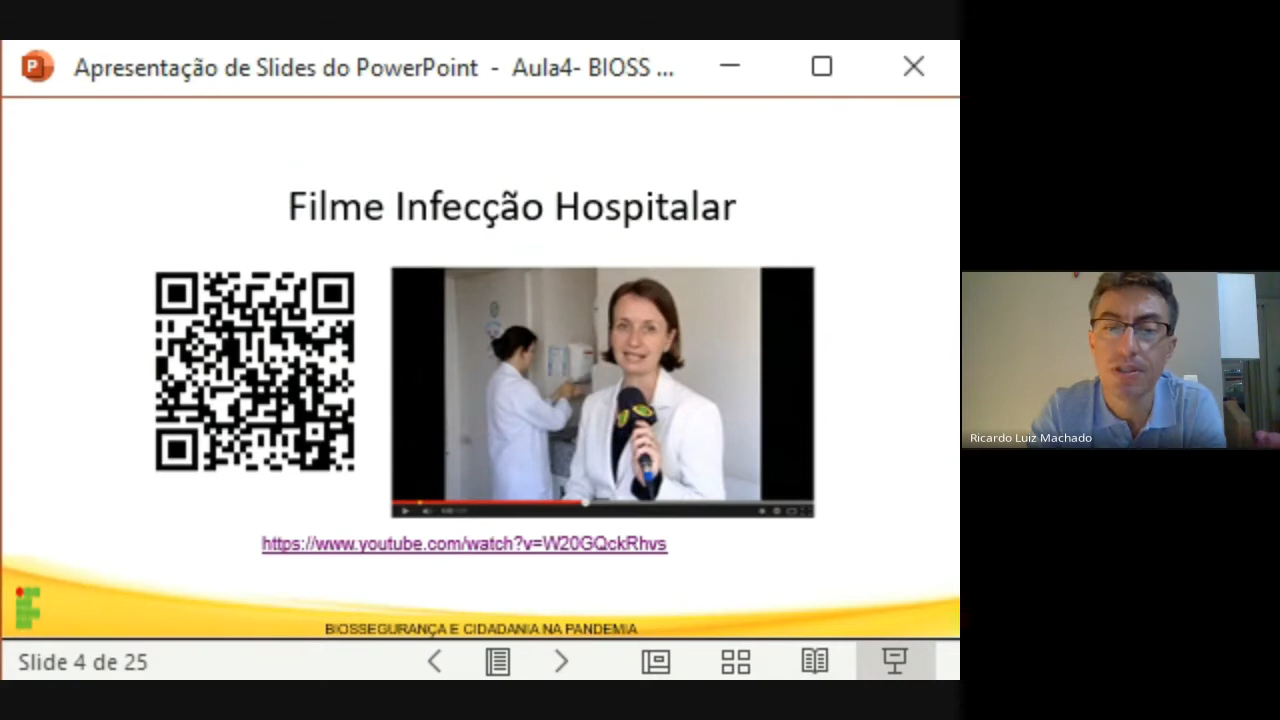 Apresentação de Slides do PowerPoint - Aula4- BIOSS ...
Filme Infecção Hospitalar
https://www.youtube.com/watch?v=W20GQckRhvs
BIOSSEGURANÇA E CIDADANIA NA PANDEMIA
Slide 4 de 25
Ricardo Luiz Machado